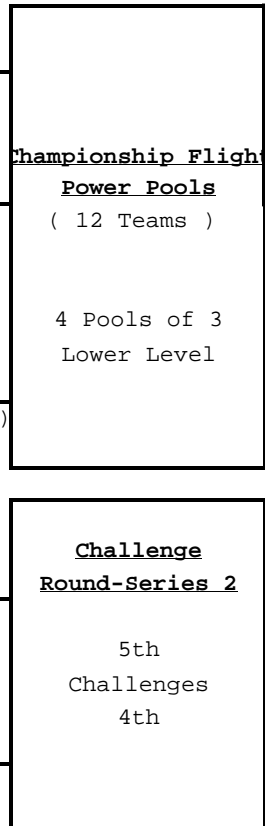 Championship Flight
Power Pools
( 12 Teams )
4 Pools of 3
Lower Level
)
Challenge
Round-Series 2
5th
Challenges
4th